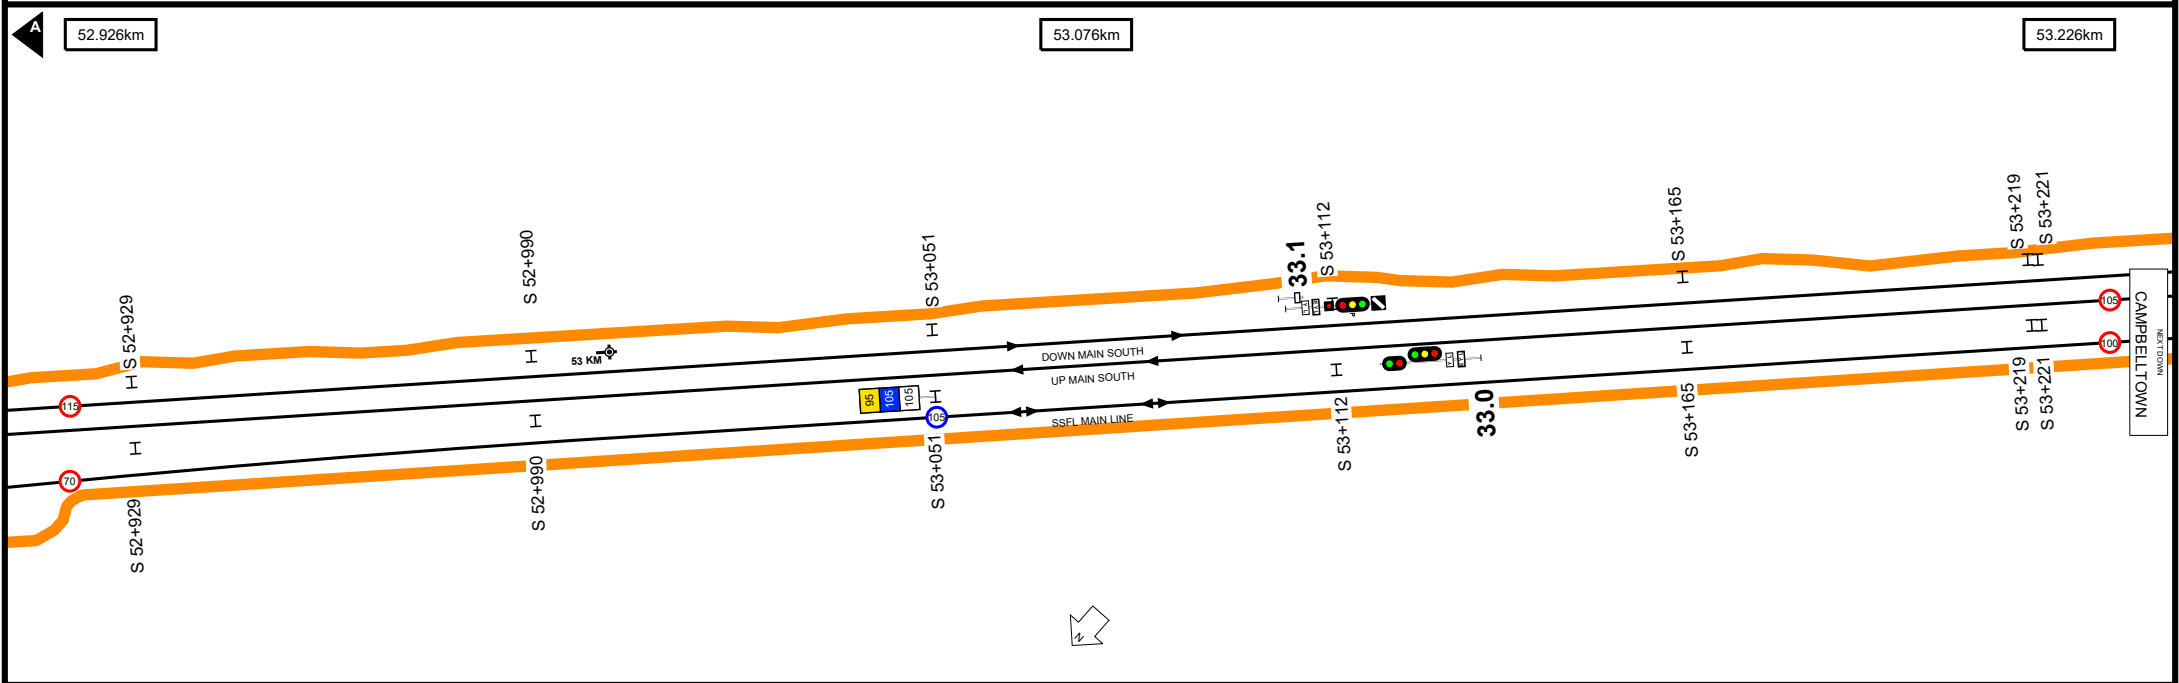 A
52.926km
53.076km
53.226km
S 52+929
S 52+990
S 53+051
33.1
S 53+112
S 53+165
S 53+219
S 53+221
53 KM
DOWN MAIN SOUTH
UP MAIN SOUTH
SSFL MAIN LINE
115
70
95
105
105
105
P
105
100
CAMPBELLTOWN
NEXT DOWN
S 52+929
S 52+990
S 53+051
S 53+112
33.0
S 53+165
S 53+219
S 53+221
N